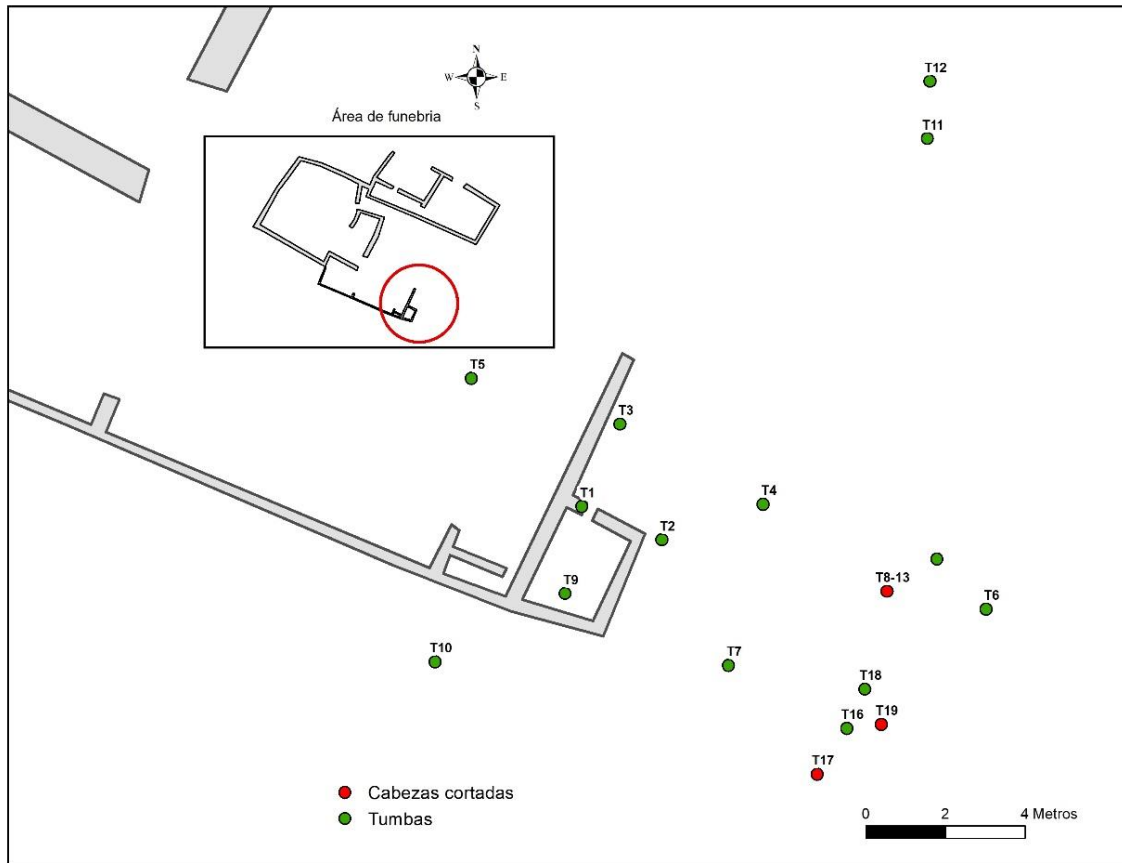 N
W E
S
Área de funebria
T12
T11
T5
T3
T1
T4
T2
T9
T8-13
T6
T10
T7
T18
T16
T19
T17
Cabezas cortadas
Tumbas
0 2 4 Metros